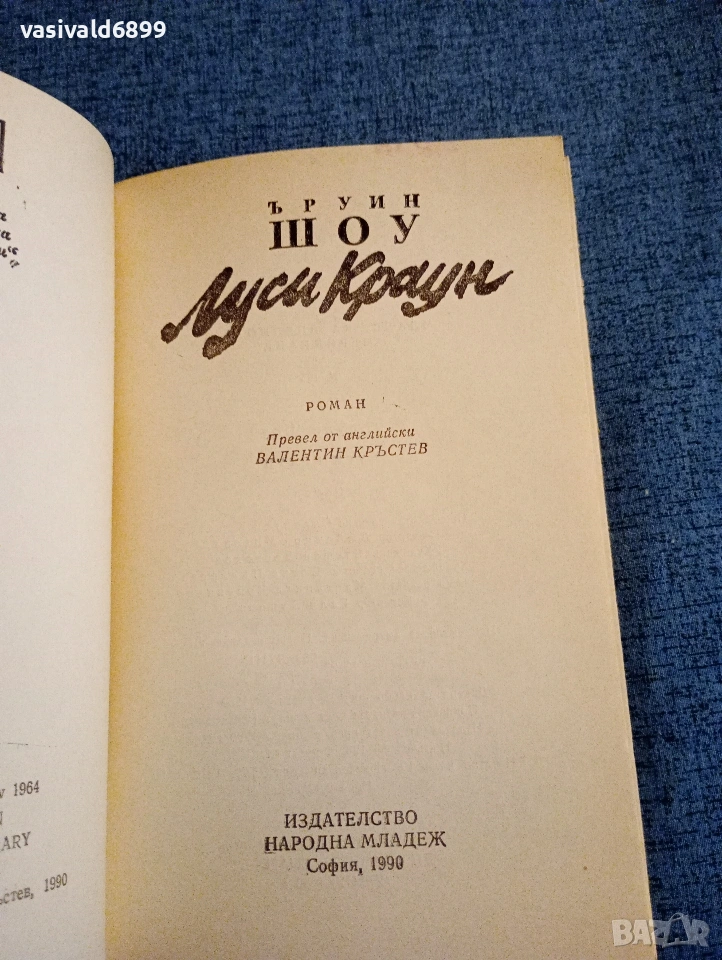 vasivald6899
ЪРУИН
ШОУ
Луси Краун
РОМАН
Превел от английски
ВАЛЕНТИН КРЪСТЕВ
1964
ARY
1990
ИЗДАТЕЛСТВО
НАРОДНА МЛАДЕЖ
София, 1990
BAZAR